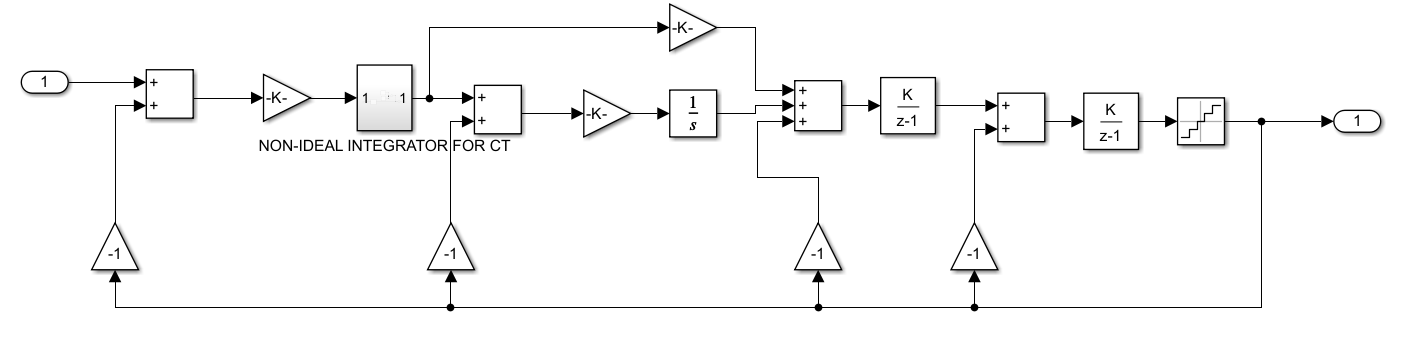 -K-
1
+
+
-K-
1
1
+
+
-K-
1
s
+
+
+
K
z-1
+
+
K
z-1
1
NON-IDEAL INTEGRATOR FOR CT
-1
-1
-1
-1